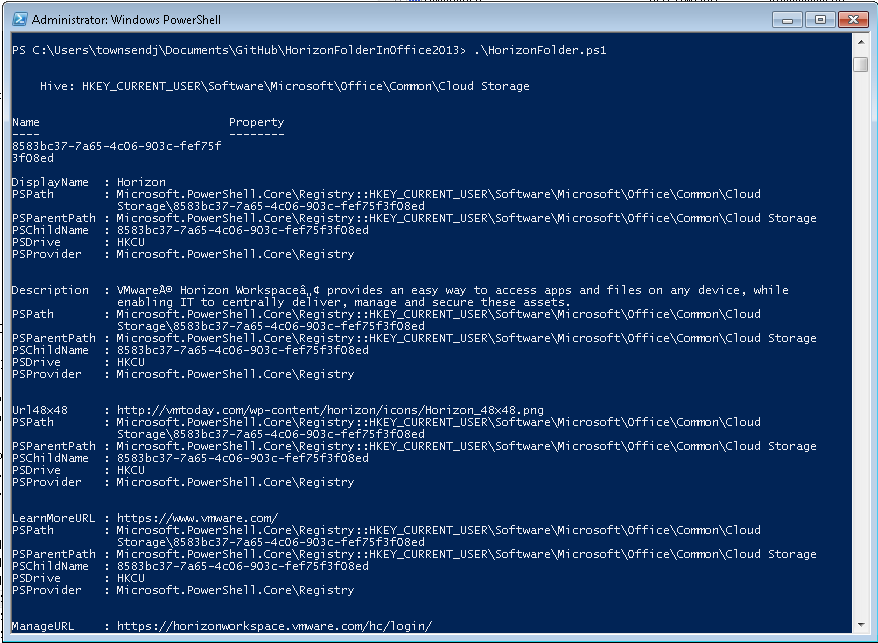 Administrator: Windows PowerShell
PS C:\Users\townsendj\Documents\GitHub\HorizonFolderInOffice2013> .\HorizonFolder.ps1
Hive: HKEY_CURRENT_USER\Software\Microsoft\Office\Common\Cloud Storage
Name                           Property
----                           --------
8583bc37-7a65-4c06-903c-fef75f
3f08ed
DisplayName  : Horizon
PSPath       : Microsoft.PowerShell.Core\Registry::HKEY_CURRENT_USER\Software\Microsoft\Office\Common\Cloud
Storage\8583bc37-7a65-4c06-903c-fef75f3f08ed
PSParentPath : Microsoft.PowerShell.Core\Registry::HKEY_CURRENT_USER\Software\Microsoft\Office\Common\Cloud Storage
PSChildName  : 8583bc37-7a65-4c06-903c-fef75f3f08ed
PSDrive      : HKCU
PSProvider   : Microsoft.PowerShell.Core\Registry
Description  : VMwareÂ® Horizon Workspaceâ„¢ provides an easy way to access apps and files on any device, while
enabling IT to centrally deliver, manage and secure these assets.
PSPath       : Microsoft.PowerShell.Core\Registry::HKEY_CURRENT_USER\Software\Microsoft\Office\Common\Cloud
Storage\8583bc37-7a65-4c06-903c-fef75f3f08ed
PSParentPath : Microsoft.PowerShell.Core\Registry::HKEY_CURRENT_USER\Software\Microsoft\Office\Common\Cloud Storage
PSChildName  : 8583bc37-7a65-4c06-903c-fef75f3f08ed
PSDrive      : HKCU
PSProvider   : Microsoft.PowerShell.Core\Registry
Url48x48     : http://vmtoday.com/wp-content/horizon/icons/Horizon_48x48.png
PSPath       : Microsoft.PowerShell.Core\Registry::HKEY_CURRENT_USER\Software\Microsoft\Office\Common\Cloud
Storage\8583bc37-7a65-4c06-903c-fef75f3f08ed
PSParentPath : Microsoft.PowerShell.Core\Registry::HKEY_CURRENT_USER\Software\Microsoft\Office\Common\Cloud Storage
PSChildName  : 8583bc37-7a65-4c06-903c-fef75f3f08ed
PSDrive      : HKCU
PSProvider   : Microsoft.PowerShell.Core\Registry
LearnMoreURL : https://www.vmware.com/
PSPath       : Microsoft.PowerShell.Core\Registry::HKEY_CURRENT_USER\Software\Microsoft\Office\Common\Cloud
Storage\8583bc37-7a65-4c06-903c-fef75f3f08ed
PSParentPath : Microsoft.PowerShell.Core\Registry::HKEY_CURRENT_USER\Software\Microsoft\Office\Common\Cloud Storage
PSChildName  : 8583bc37-7a65-4c06-903c-fef75f3f08ed
PSDrive      : HKCU
PSProvider   : Microsoft.PowerShell.Core\Registry
ManageURL    : https://horizonworkspace.vmware.com/hc/login/